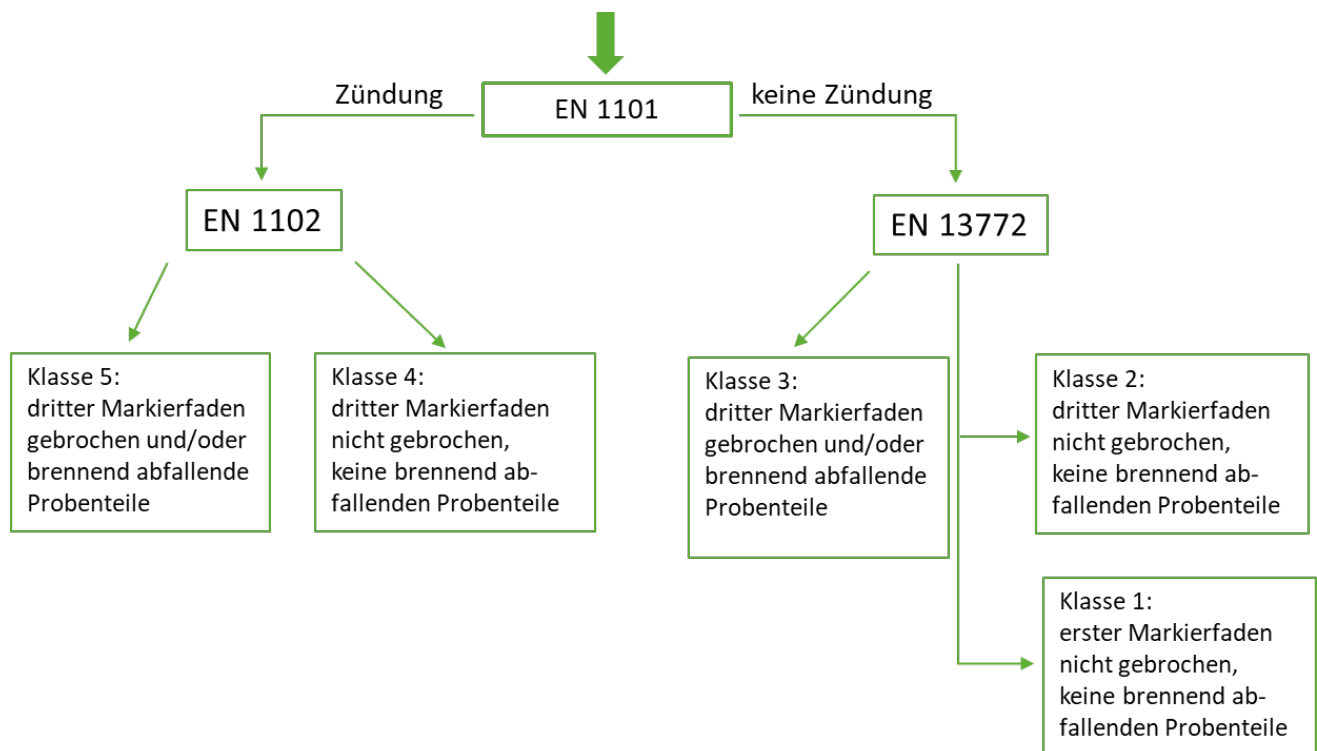 Zündung
EN 1101
keine Zündung
EN 1102
EN 13772
Klasse 5:
dritter Markierfaden
gebrochen und/oder
brennend abfallende
Probenteile
Klasse 4:
dritter Markierfaden
nicht gebrochen,
keine brennend ab-
fallenden Probenteile
Klasse 3:
dritter Markierfaden
gebrochen und/oder
brennend abfallende
Probenteile
Klasse 2:
dritter Markierfaden
nicht gebrochen,
keine brennend ab-
fallenden Probenteile
Klasse 1:
erster Markierfaden
nicht gebrochen,
keine brennend ab-
fallenden Probenteile